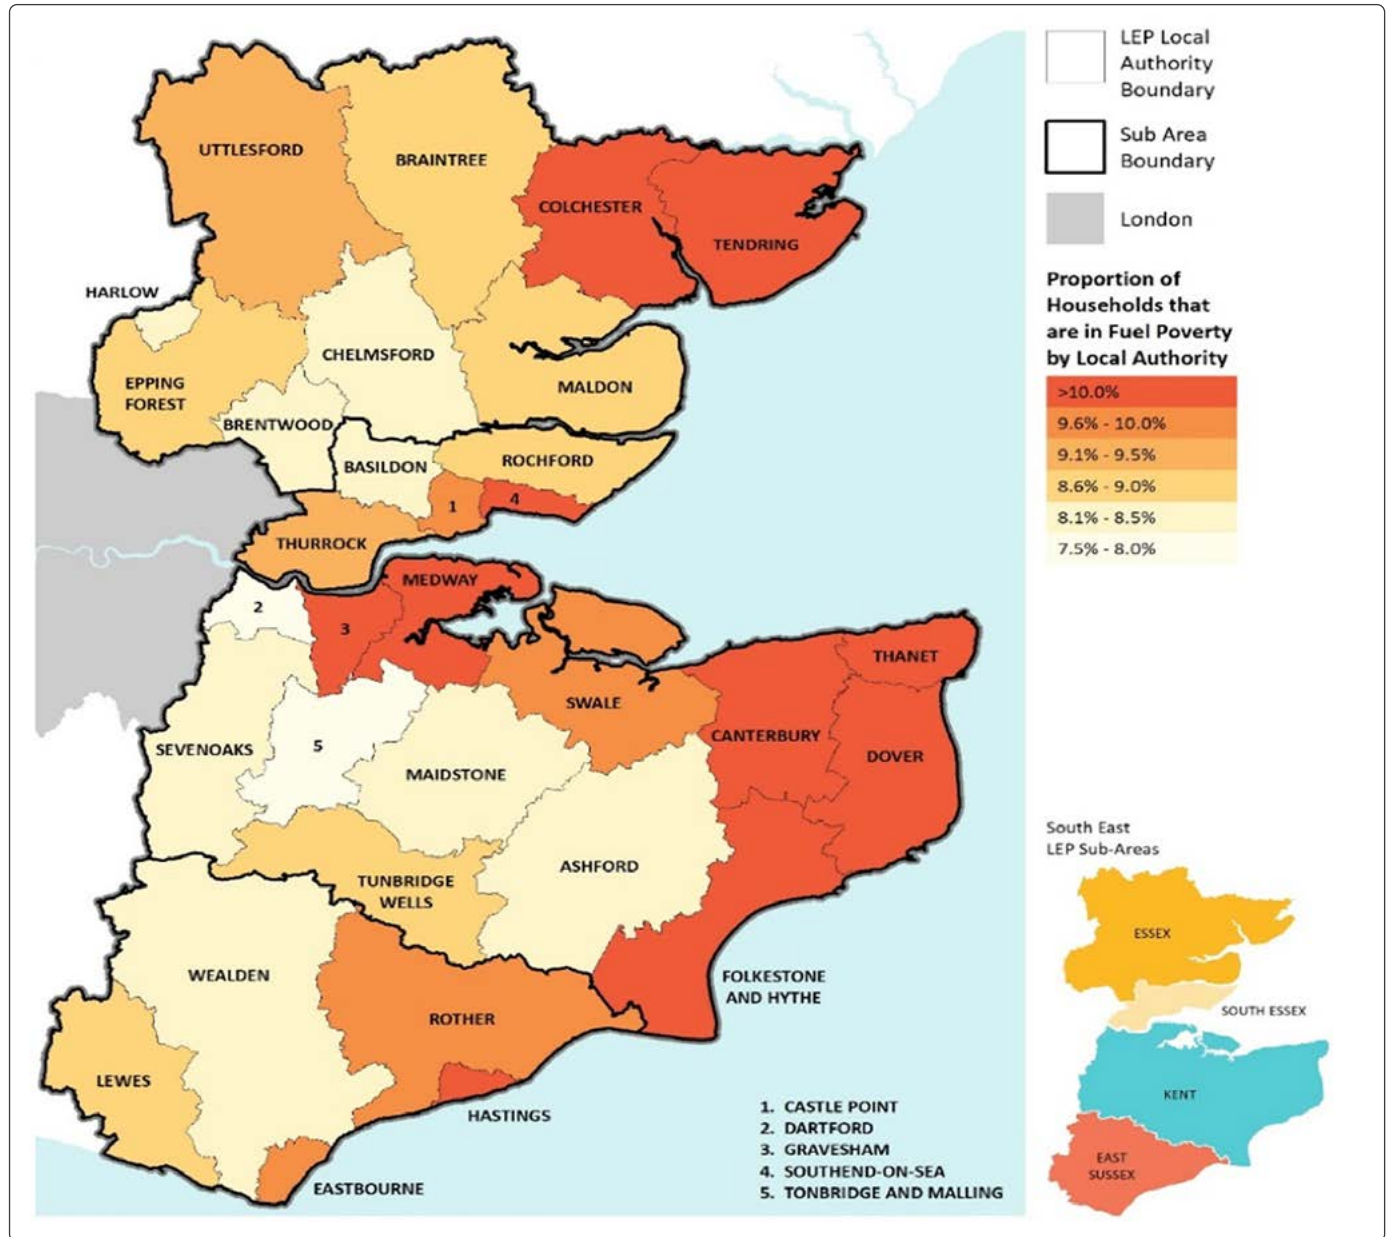 LEP Local
Authority
Boundary
Sub Area
Boundary
London
Proportion of
Households that
are in Fuel Poverty
by Local Authority
>10.0%
9.6% - 10.0%
9.1% - 9.5%
8.6% - 9.0%
8.1% - 8.5%
7.5% - 8.0%
UTTLESFORD
BRAINTREE
COLCHESTER
TENDRING
HARLOW
CHELMSFORD
EPPING
FOREST
MALDON
BRENTWOOD
BASILDON
ROCHFORD
1
4
THURROCK
MEDWAY
2
3
THANET
SWALE
CANTERBURY
SEVENOAKS
5
DOVER
MAIDSTONE
ASHFORD
TUNBRIDGE
WELLS
WEALDEN
FOLKESTONE
AND HYTHE
ROTHER
LEWES
HASTINGS
EASTBOURNE
1. CASTLE POINT
2. DARTFORD
3. GRAVESHAM
4. SOUTHEND-ON-SEA
5. TONBRIDGE AND MALLING
South East
LEP Sub-Areas
ESSEX
SOUTH ESSEX
KENT
EAST
SUSSEX